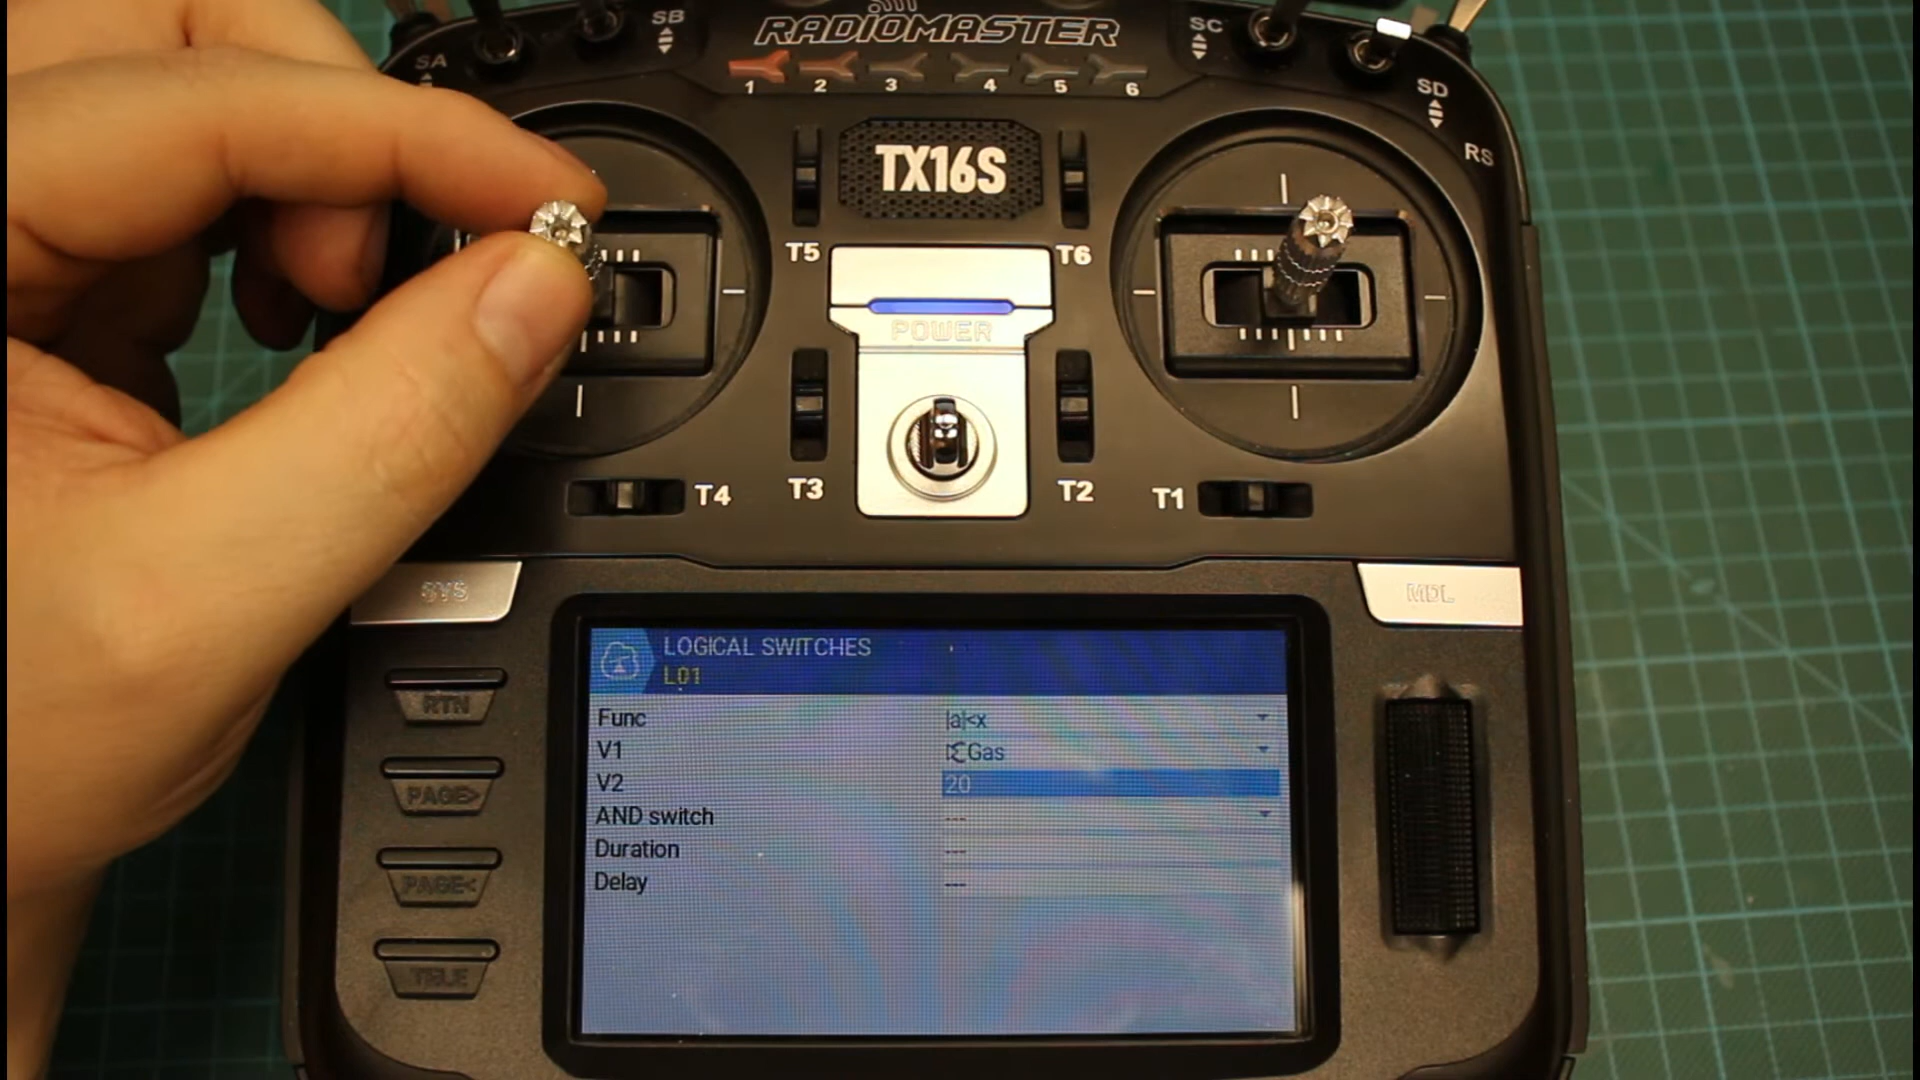 SA
SB
RADIOMASTER
SC
SD
RS
1 2 3 4 5 6
TX16S
T5
T6
POWER
T4
T3
T2
T1
SYS
MDL
RTN
PAGE>
PAGE<
TELE
LOGICAL SWITCHES
L01
Func |a|<x
V1 Gas
V2 20
AND switch ---
Duration ---
Delay ---